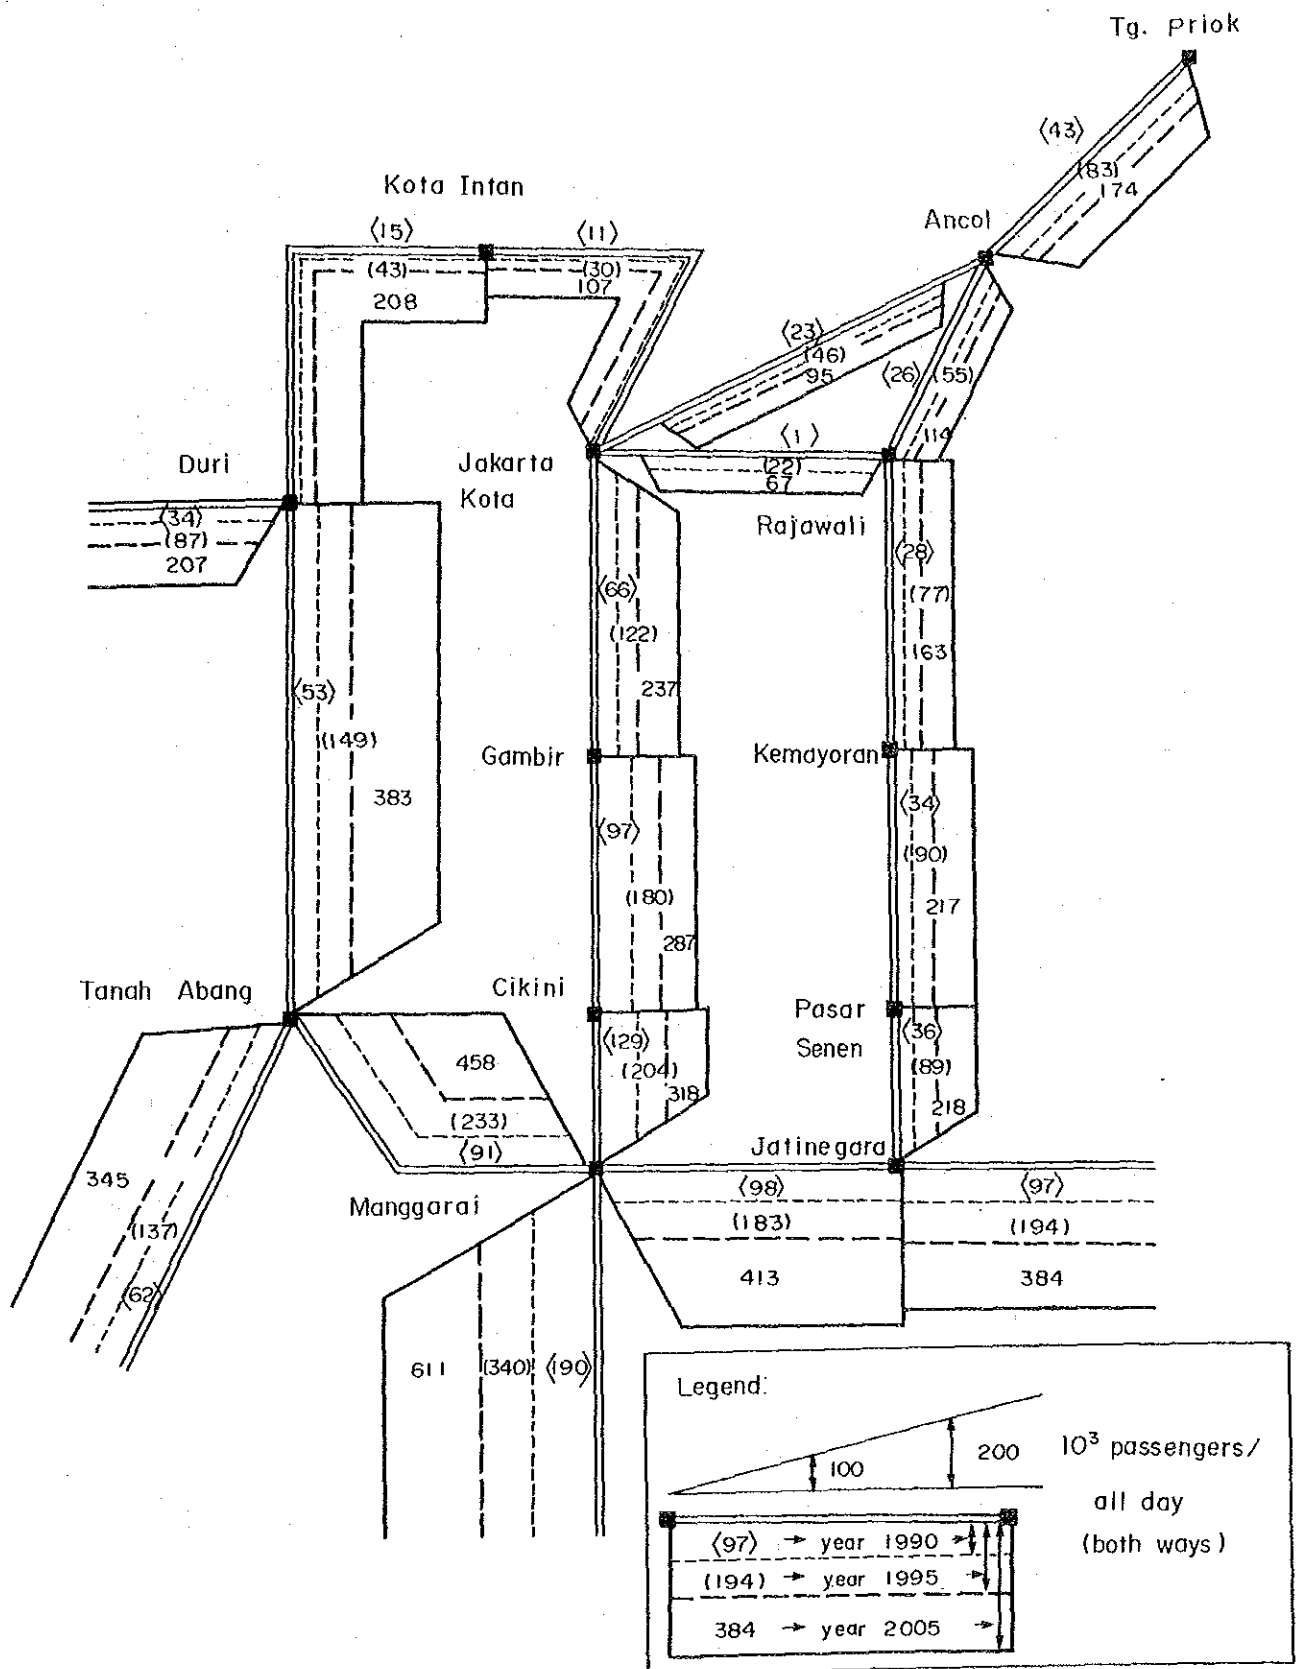 Tg. Priok
⟨43⟩
(83)
174
Kota Intan
Ancol
⟨15⟩
⟨11⟩
(43)
(30)
208
107
⟨23⟩
(46)
95
⟨26⟩
(55)
114
⟨1⟩
(22)
67
Duri
Jakarta
Kota
Rajawali
⟨34⟩
(87)
207
⟨28⟩
(77)
163
⟨66⟩
(122)
237
⟨53⟩
(149)
383
Gambir
Kemayoran
⟨97⟩
(180)
287
⟨34⟩
(90)
217
Tanah Abang
Cikini
Pasar
Senen
⟨129⟩
(204)
318
⟨36⟩
(89)
218
458
(233)
⟨91⟩
Jatinegara
345
(137)
⟨62⟩
Manggarai
⟨98⟩
(183)
413
⟨97⟩
(194)
384
611
(340)
⟨190⟩
Legend:
100
200
10³ passengers/
all day
(both ways)
⟨97⟩ → year 1990 →
(194) → year 1995 →
384 → year 2005 →